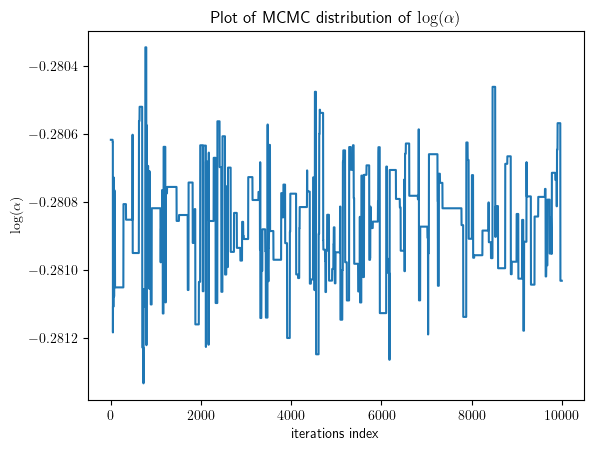 Plot of MCMC distribution of log(α)
log(α)
−0.2804
−0.2806
−0.2808
−0.2810
−0.2812
0 2000 4000 6000 8000 10000
iterations index